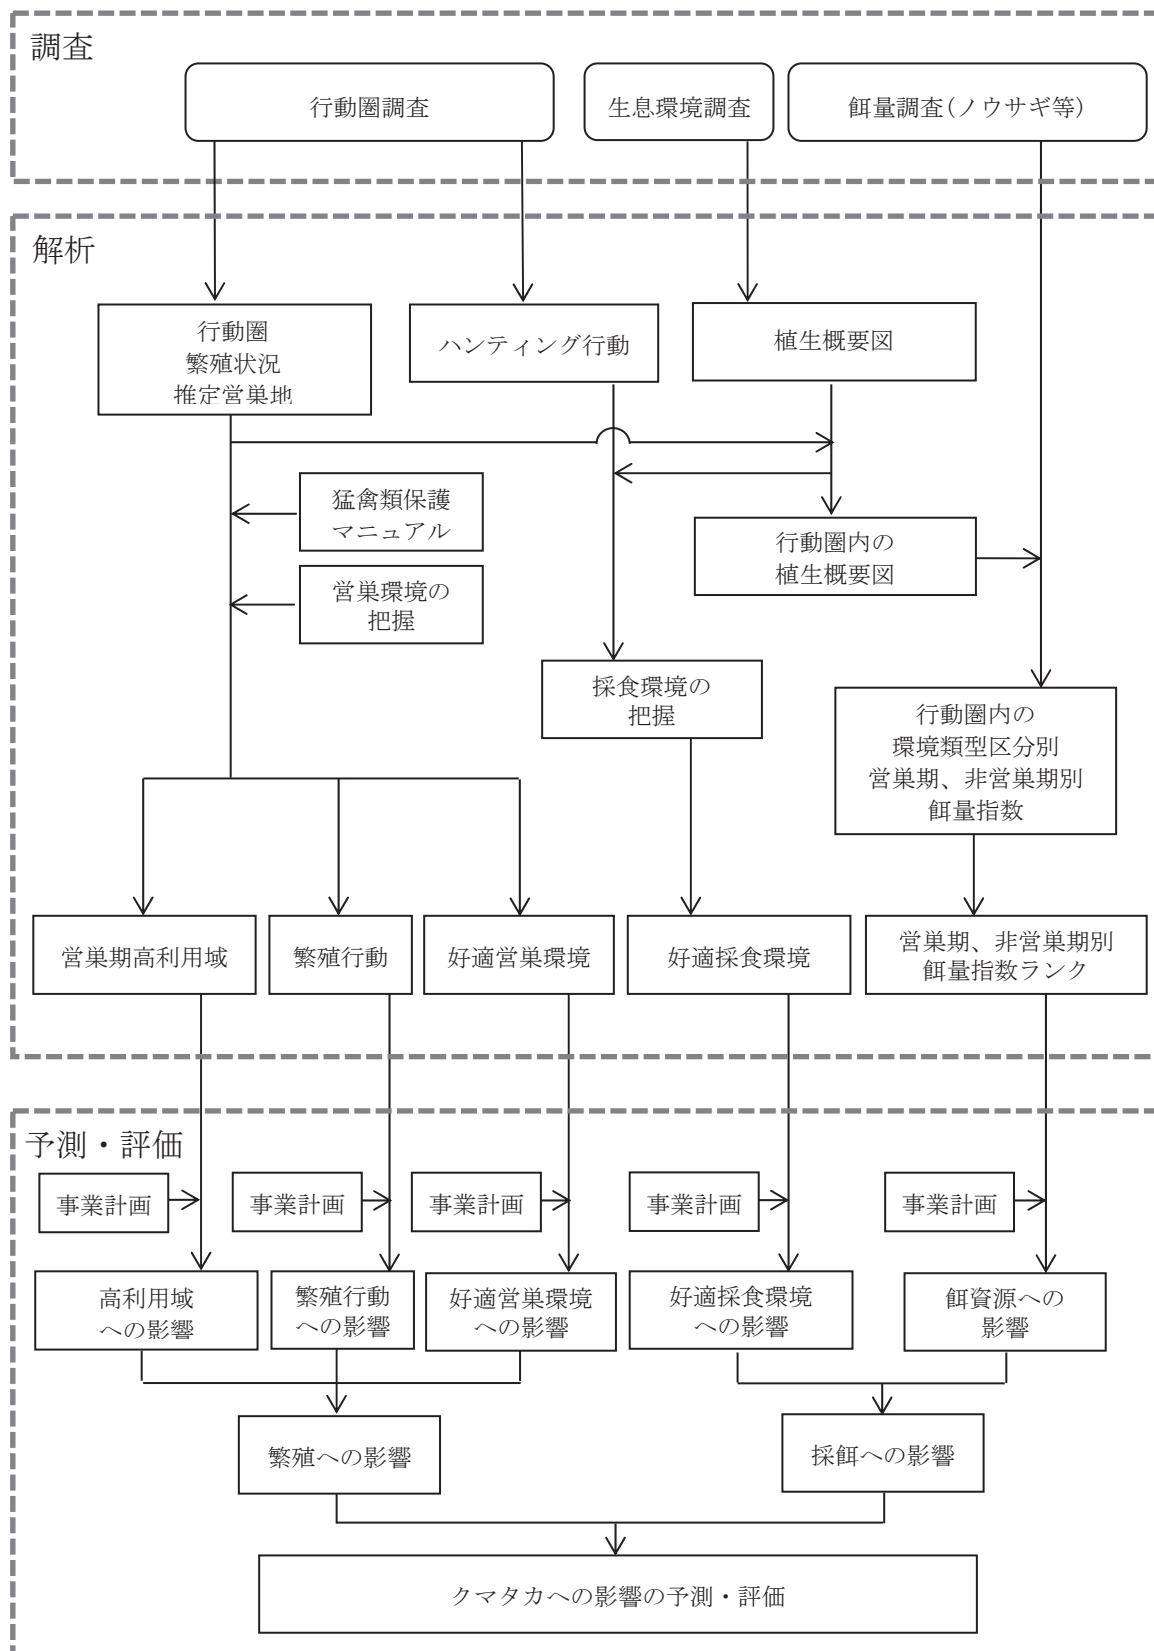 調査
行動圏調査
生息環境調査
餌量調査(ノウサギ等)
解析
行動圏
繁殖状況
推定営巣地
ハンティング行動
植生概要図
猛禽類保護
マニュアル
行動圏内の
植生概要図
営巣環境の
把握
採食環境の
把握
行動圏内の
環境類型区分別
営巣期、非営巣期別
餌量指数
営巣期高利用域
繁殖行動
好適営巣環境
好適採食環境
営巣期、非営巣期別
餌量指数ランク
予測・評価
事業計画
事業計画
事業計画
事業計画
事業計画
高利用域
への影響
繁殖行動
への影響
好適営巣環境
への影響
好適採食環境
への影響
餌資源への
影響
繁殖への影響
採餌への影響
クマタカへの影響の予測・評価